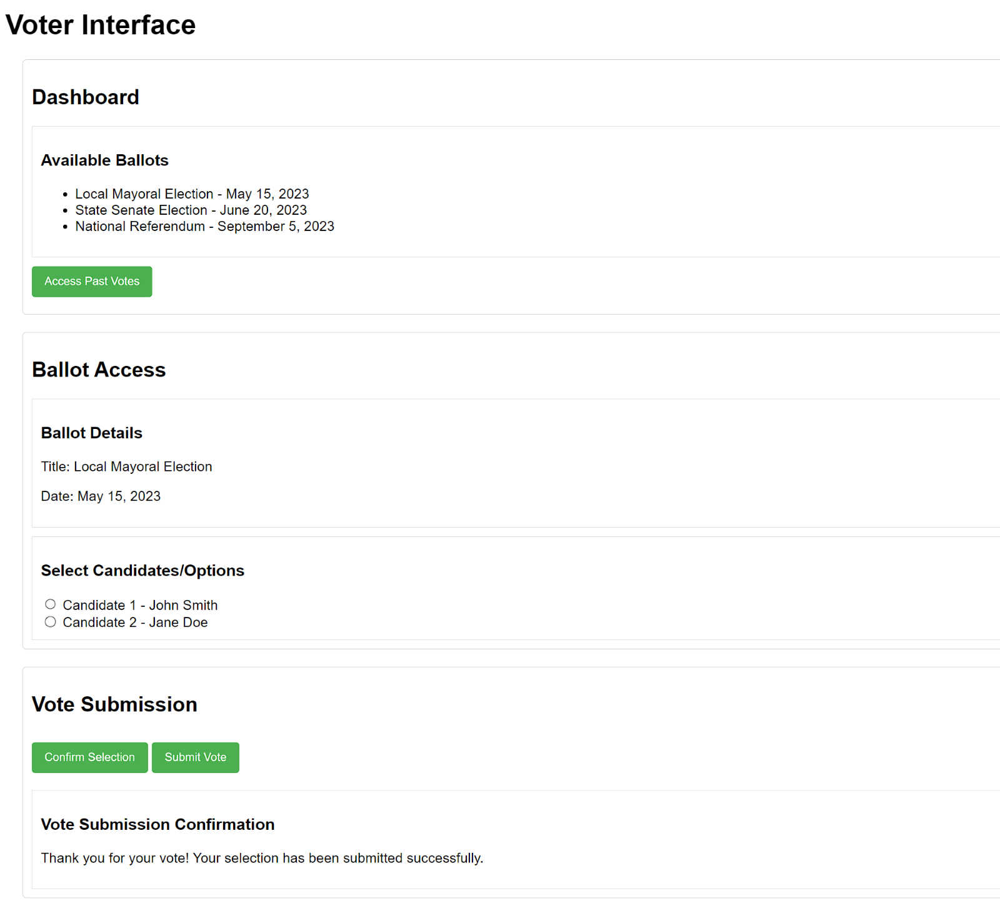 Voter Interface
Dashboard
Available Ballots
Local Mayoral Election - May 15, 2023
State Senate Election - June 20, 2023
National Referendum - September 5, 2023
Access Past Votes
Ballot Access
Ballot Details
Title: Local Mayoral Election
Date: May 15, 2023
Select Candidates/Options
Candidate 1 - John Smith
Candidate 2 - Jane Doe
Vote Submission
Confirm Selection Submit Vote
Vote Submission Confirmation
Thank you for your vote! Your selection has been submitted successfully.